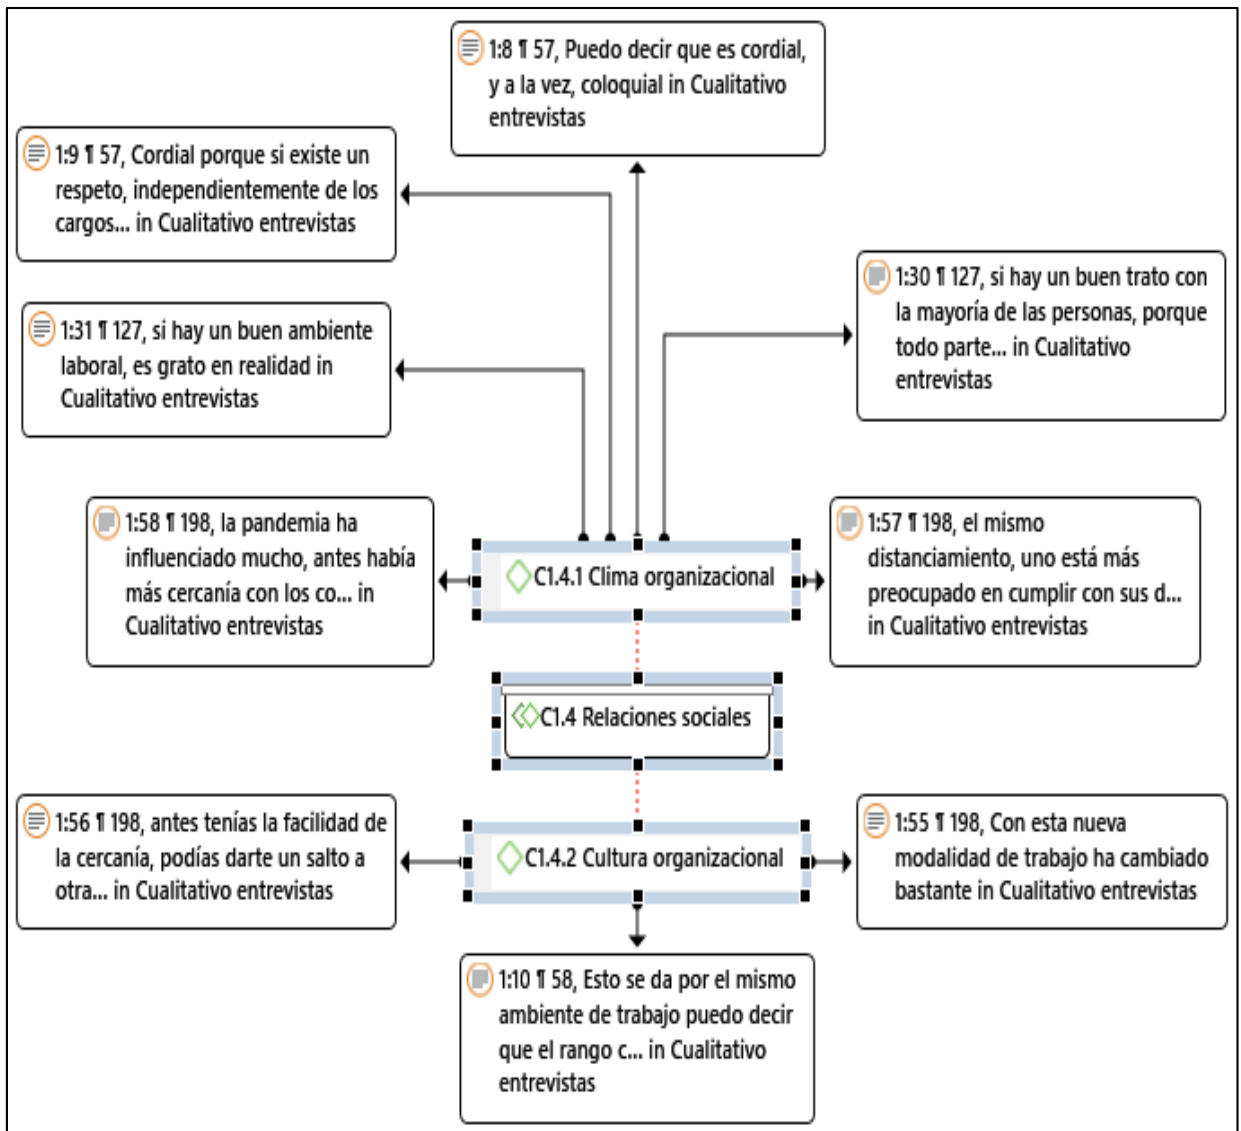 1:8 ¶ 57, Puedo decir que es cordial,
y a la vez, coloquial in Cualitativo
entrevistas
1:9 ¶ 57, Cordial porque si existe un
respeto, independientemente de los
cargos... in Cualitativo entrevistas
1:30 ¶ 127, si hay un buen trato con
la mayoría de las personas, porque
todo parte... in Cualitativo
entrevistas
1:31 ¶ 127, si hay un buen ambiente
laboral, es grato en realidad in
Cualitativo entrevistas
1:58 ¶ 198, la pandemia ha
influenciado mucho, antes había
más cercanía con los co... in
Cualitativo entrevistas
C1.4.1 Clima organizacional
1:57 ¶ 198, el mismo
distanciamiento, uno está más
preocupado en cumplir con sus d...
in Cualitativo entrevistas
C1.4 Relaciones sociales
1:56 ¶ 198, antes tenías la facilidad de
la cercanía, podías darte un salto a
otra... in Cualitativo entrevistas
C1.4.2 Cultura organizacional
1:55 ¶ 198, Con esta nueva
modalidad de trabajo ha cambiado
bastante in Cualitativo entrevistas
1:10 ¶ 58, Esto se da por el mismo
ambiente de trabajo puedo decir
que el rango c... in Cualitativo
entrevistas